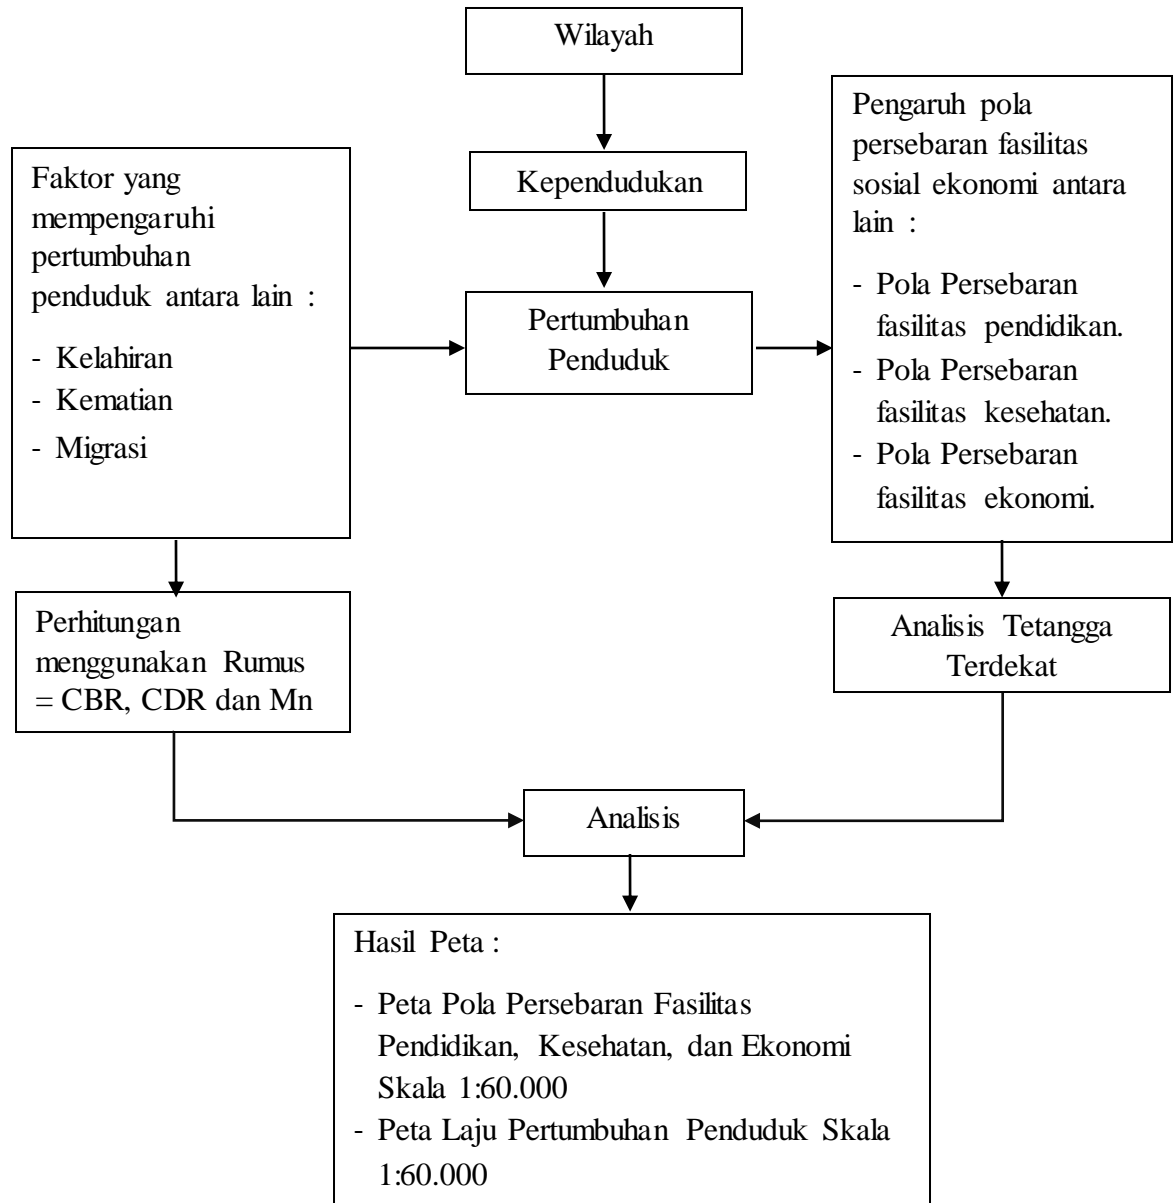 Wilayah
Kependudukan
Faktor yang
mempengaruhi
pertumbuhan
penduduk antara lain :
- Kelahiran
- Kematian
- Migrasi
Pertumbuhan
Penduduk
Pengaruh pola
persebaran fasilitas
sosial ekonomi antara
lain :
- Pola Persebaran
fasilitas pendidikan.
- Pola Persebaran
fasilitas kesehatan.
- Pola Persebaran
fasilitas ekonomi.
Perhitungan
menggunakan Rumus
= CBR, CDR dan Mn
Analisis Tetangga
Terdekat
Analisis
Hasil Peta :
- Peta Pola Persebaran Fasilitas
Pendidikan, Kesehatan, dan Ekonomi
Skala 1:60.000
- Peta Laju Pertumbuhan Penduduk Skala
1:60.000